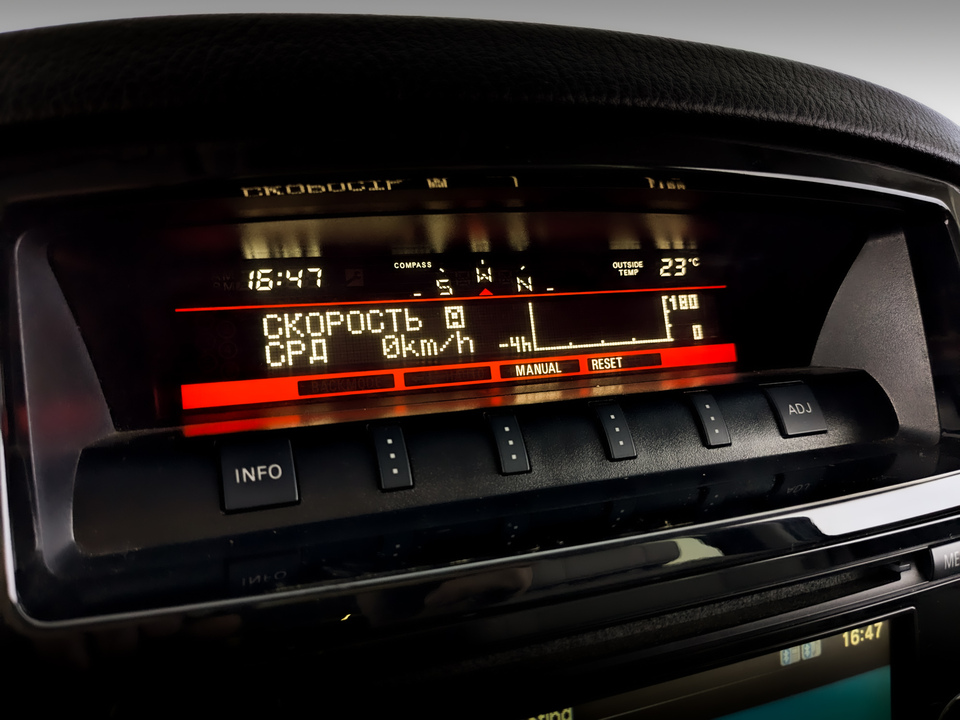 16:47 COMPASS S W N OUTSIDE TEMP 23°C
СКОРОСТЬ A 180
СРД 0km/h -4h 0
MANUAL RESET
INFO ADJ
16:47